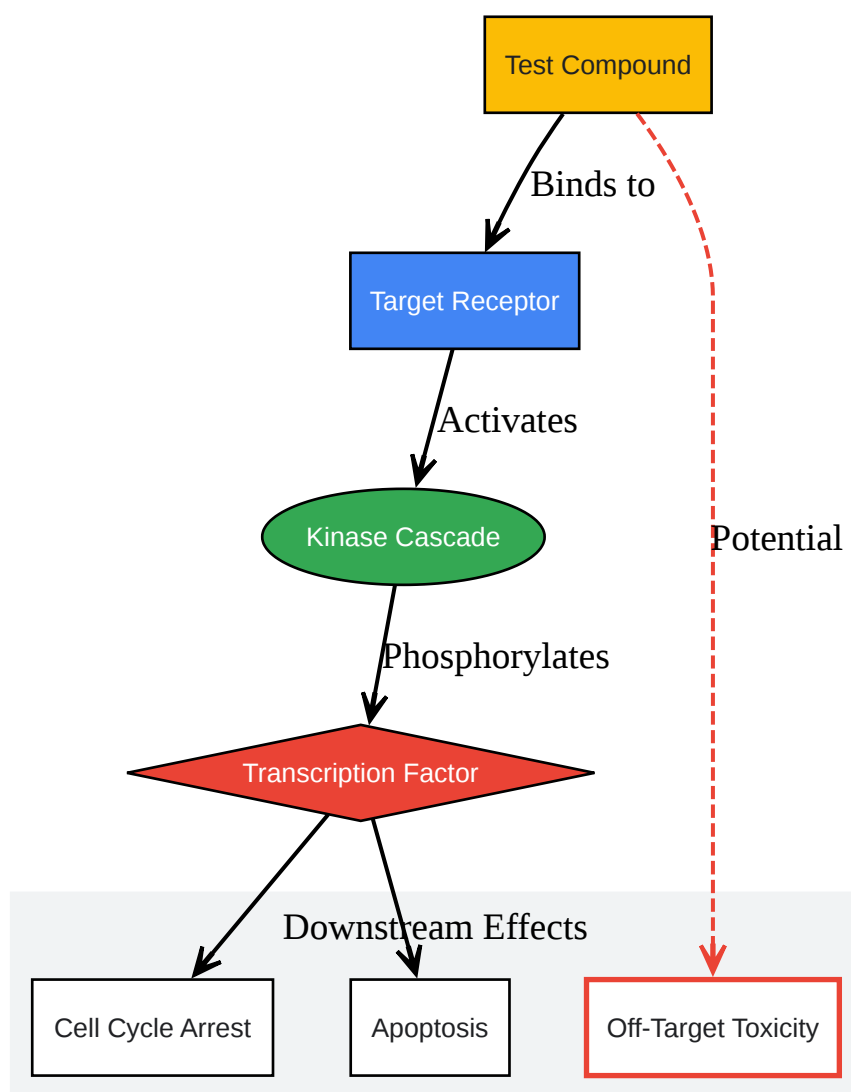 Test Compound
Binds to
Target Receptor
Activates
Kinase Cascade
Potential
Phosphorylates
Transcription Factor
Downstream Effects
Cell Cycle Arrest
Apoptosis
Off-Target Toxicity